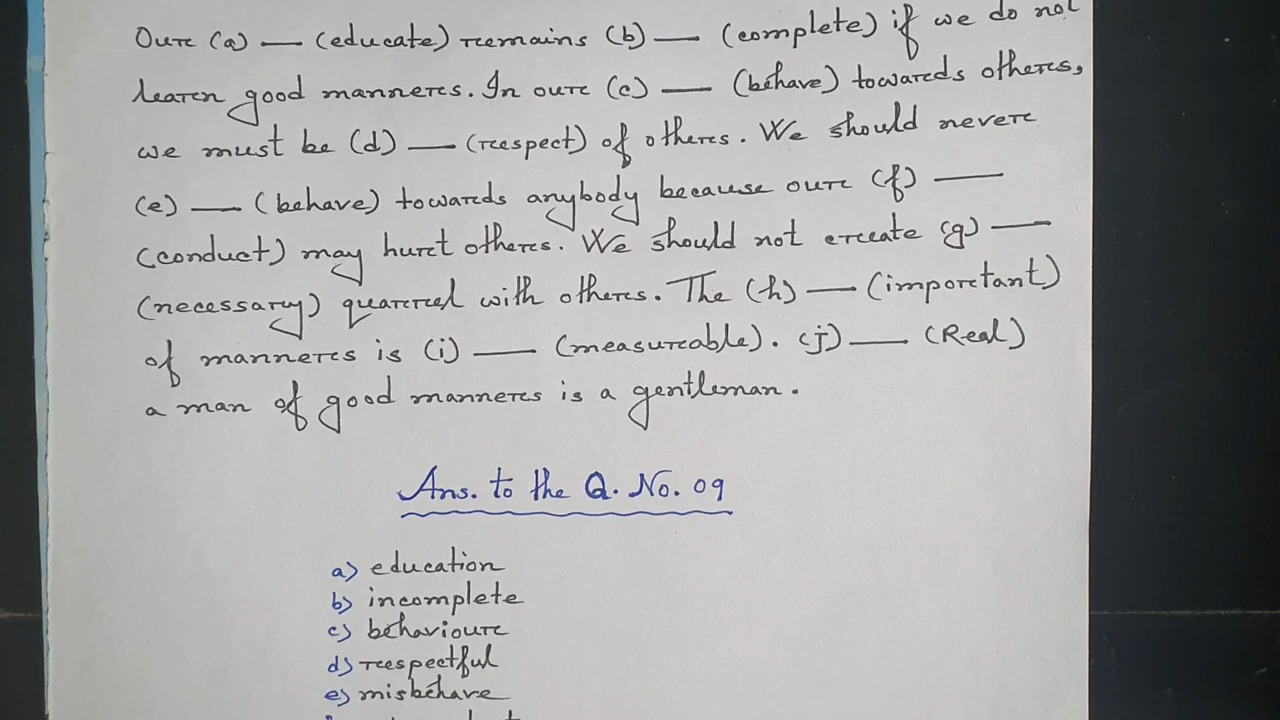 Our (a) — (educate) remains (b) — (complete) if we do not
learn good manners. In our (c) — (behave) towards others,
we must be (d) — (respect) of others. We should never
(e) — (behave) towards anybody because our (f) —
(conduct) may hurt others. We should not create (g) —
(necessary) quarrel with others. The (h) — (important)
of manners is (i) — (measureable). (j) — (Real)
a man of good manners is a gentleman.
Ans. to the Q. No. 09
a) education
b) incomplete
c) behaviour
d) respectful
e) misbehave